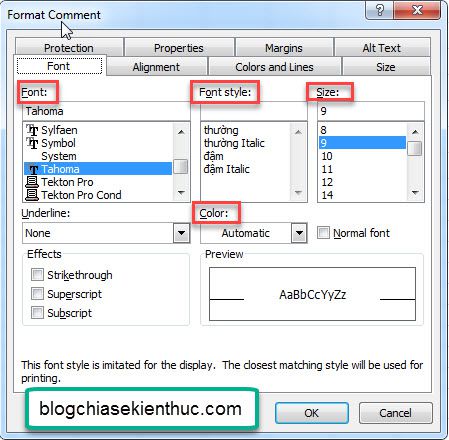 Format Comment
Protection Properties Margins Alt Text
Font Alignment Colors and Lines Size
Font: Font style: Size:
Tahoma 9
Sylfaen thường 8
Symbol thường Italic 9
System đậm 10
Tahoma đậm Italic 11
Tekton Pro 12
Tekton Pro Cond 14
Underline: Color:
None Automatic Normal font
Effects Preview
Strikethrough
Superscript AaBbCcYyZz
Subscript
This font style is imitated for the display. The closest matching style will be used for
printing.
blogchiasekienthuc.com OK Cancel